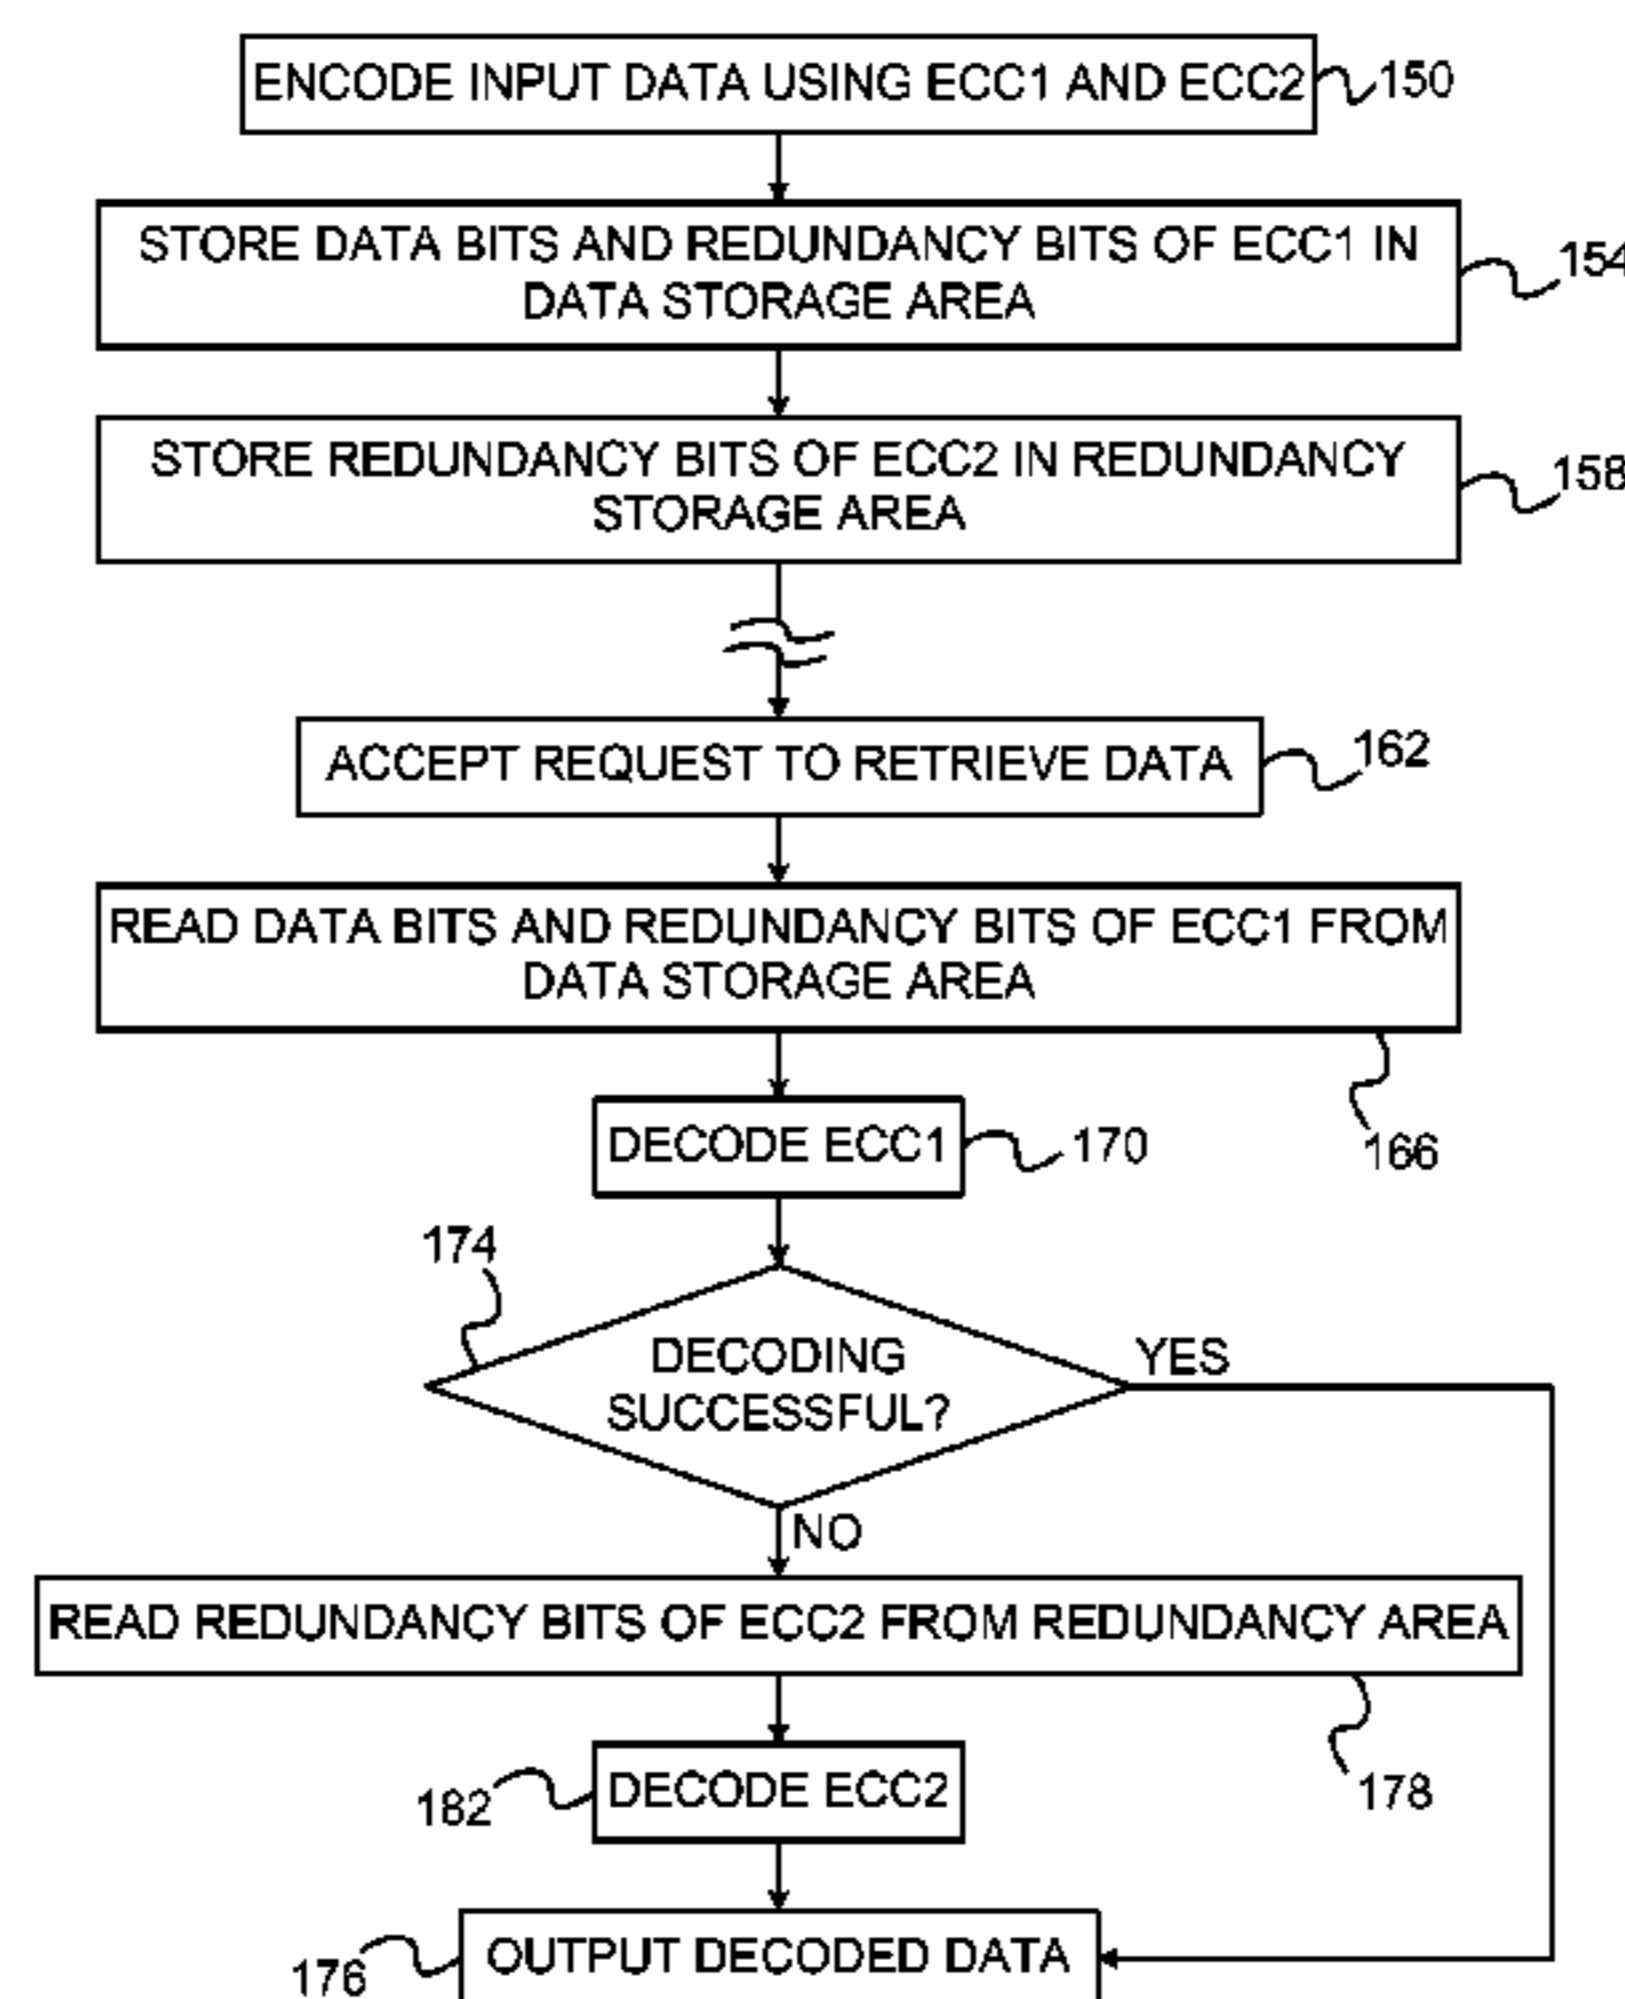 ENCODE INPUT DATA USING ECC1 AND ECC2
150
STORE DATA BITS AND REDUNDANCY BITS OF ECC1 IN
DATA STORAGE AREA
154
STORE REDUNDANCY BITS OF ECC2 IN REDUNDANCY
STORAGE AREA
158
ACCEPT REQUEST TO RETRIEVE DATA
162
READ DATA BITS AND REDUNDANCY BITS OF ECC1 FROM
DATA STORAGE AREA
166
DECODE ECC1
170
174
DECODING
SUCCESSFUL?
YES
NO
READ REDUNDANCY BITS OF ECC2 FROM REDUNDANCY AREA
178
DECODE ECC2
182
OUTPUT DECODED DATA
176